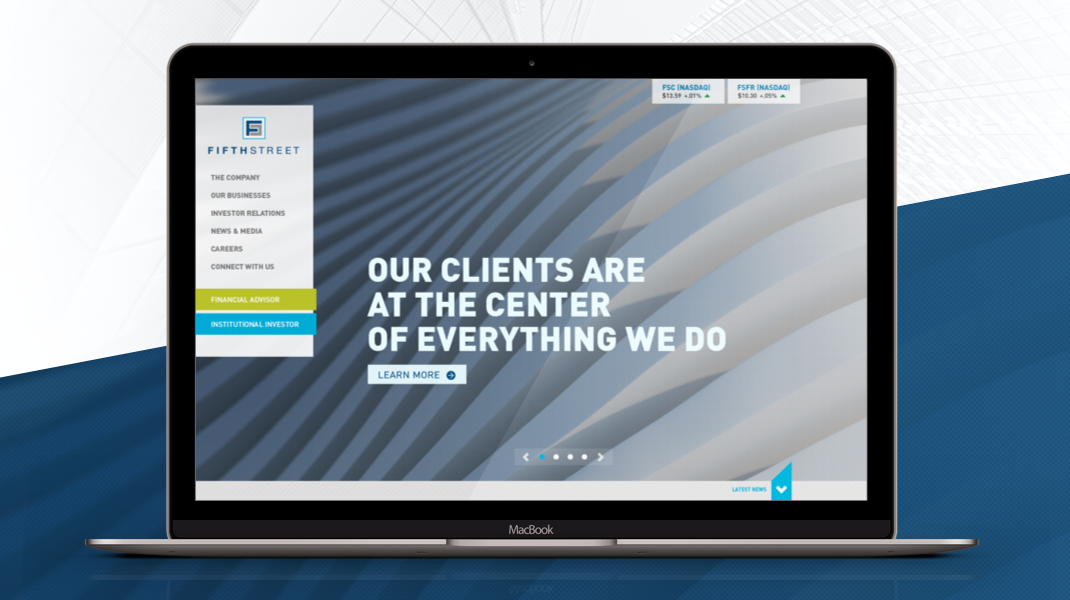 FSC (NASDAQ)
$13.59 +.01%
FSFR (NASDAQ)
$10.30 +.05%
FS
FIFTHSTREET
THE COMPANY
OUR BUSINESSES
INVESTOR RELATIONS
NEWS & MEDIA
CAREERS
CONNECT WITH US
FINANCIAL ADVISOR
INSTITUTIONAL INVESTOR
OUR CLIENTS ARE
AT THE CENTER
OF EVERYTHING WE DO
LEARN MORE
LATEST NEWS
MacBook